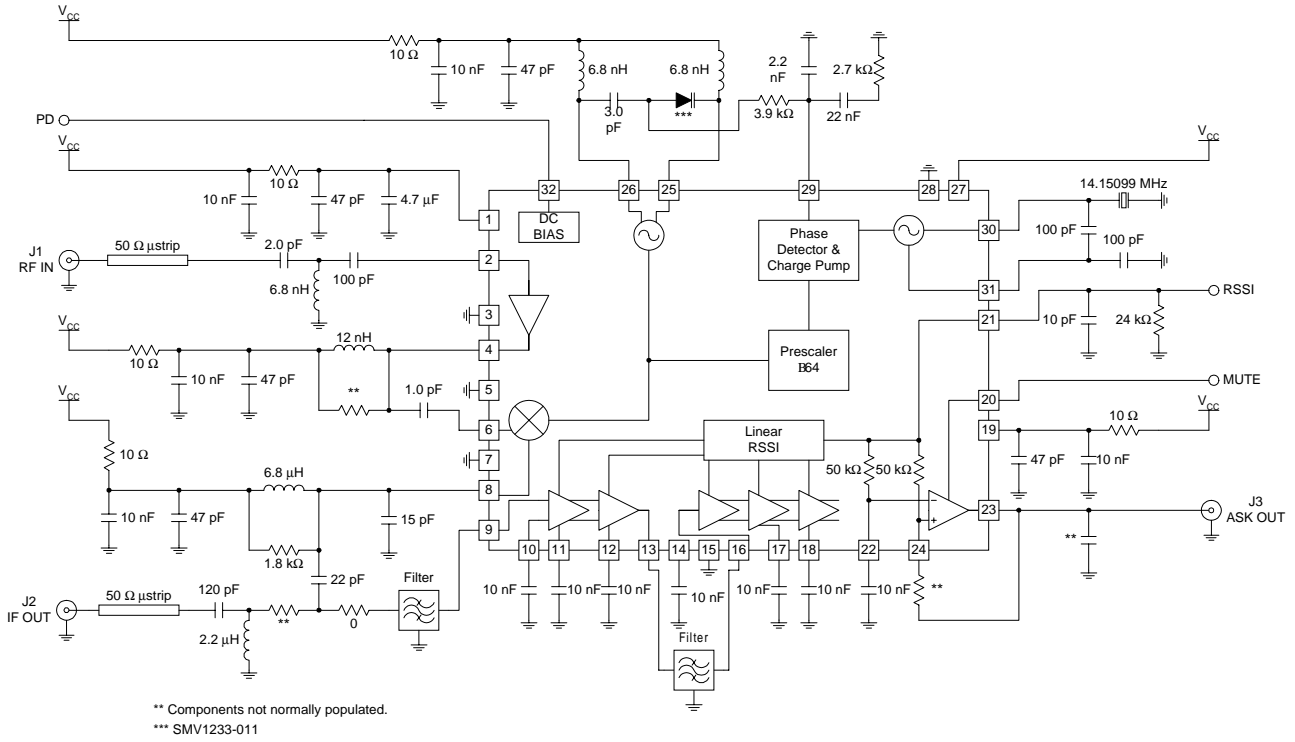 V_CC
10 Ω
10 nF
47 pF
6.8 nH
6.8 nH
3.0 pF
***
3.9 kΩ
2.2 nF
22 nF
2.7 kΩ
PD
V_CC
10 nF
10 Ω
47 pF
4.7 µF
32
26
25
29
28
27
V_CC
14.15099 MHz
100 pF
100 pF
1
DC BIAS
Phase Detector & Charge Pump
30
31
J1
RF IN
50 Ω µstrip
2.0 pF
6.8 nH
100 pF
2
3
V_CC
10 Ω
10 nF
47 pF
12 nH
**
1.0 pF
4
5
6
7
Prescaler
64
21
10 pF
24 kΩ
RSSI
20
MUTE
19
47 pF
10 nF
10 Ω
V_CC
V_CC
10 Ω
10 nF
47 pF
6.8 µH
1.8 kΩ
15 pF
22 pF
8
9
Linear RSSI
50 kΩ
50 kΩ
−
+
23
J3
ASK OUT
**
10
11
12
13
14
15
16
17
18
22
24
10 nF
10 nF
10 nF
10 nF
10 nF
10 nF
10 nF
**
J2
IF OUT
50 Ω µstrip
120 pF
2.2 µH
**
0
Filter
Filter
** Components not normally populated.
*** SMV1233-011